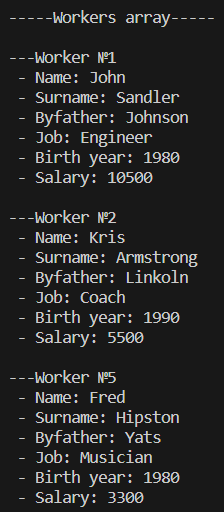 -----Workers array-----
---Worker №1
- Name: John
- Surname: Sandler
- Byfather: Johnson
- Job: Engineer
- Birth year: 1980
- Salary: 10500
---Worker №2
- Name: Kris
- Surname: Armstrong
- Byfather: Linkoln
- Job: Coach
- Birth year: 1990
- Salary: 5500
---Worker №5
- Name: Fred
- Surname: Hipston
- Byfather: Yats
- Job: Musician
- Birth year: 1980
- Salary: 3300